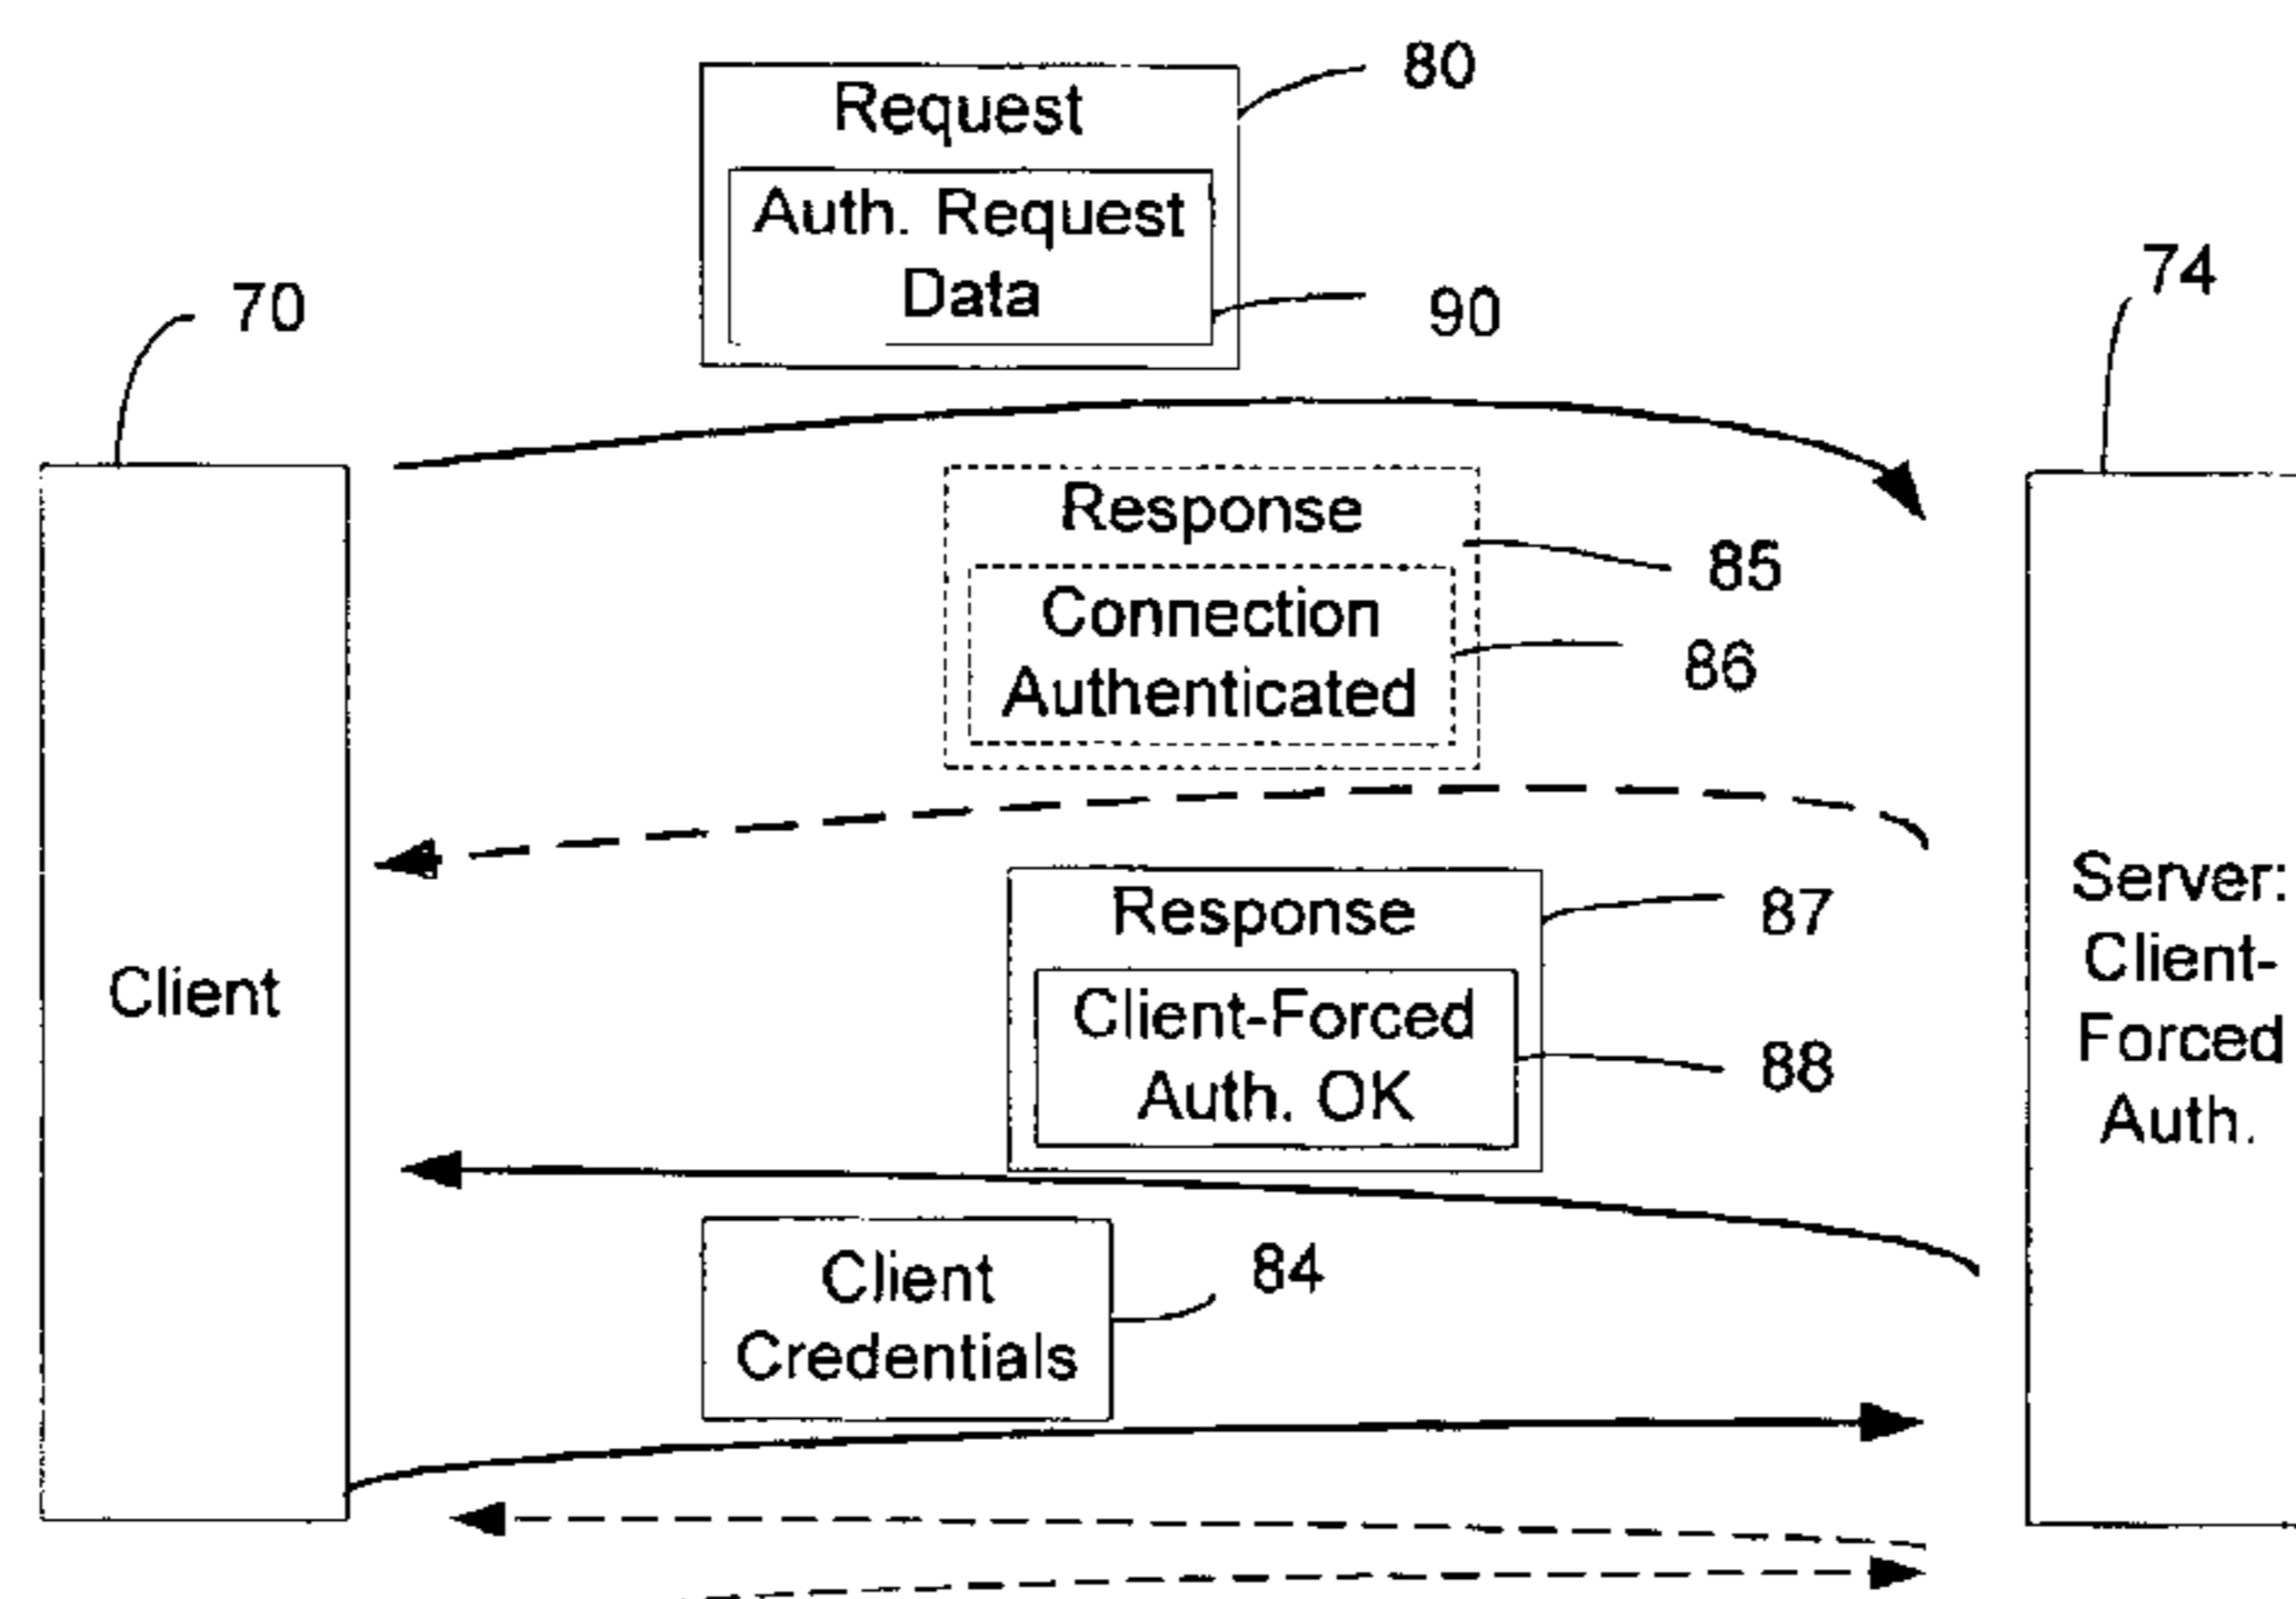 80
Request
Auth. Request
Data
90
70
74
Response
85
Connection
Authenticated
86
Response
87
Client-Forced
Auth. OK
88
Client
Server:
Client-
Forced
Auth.
Client
Credentials
84